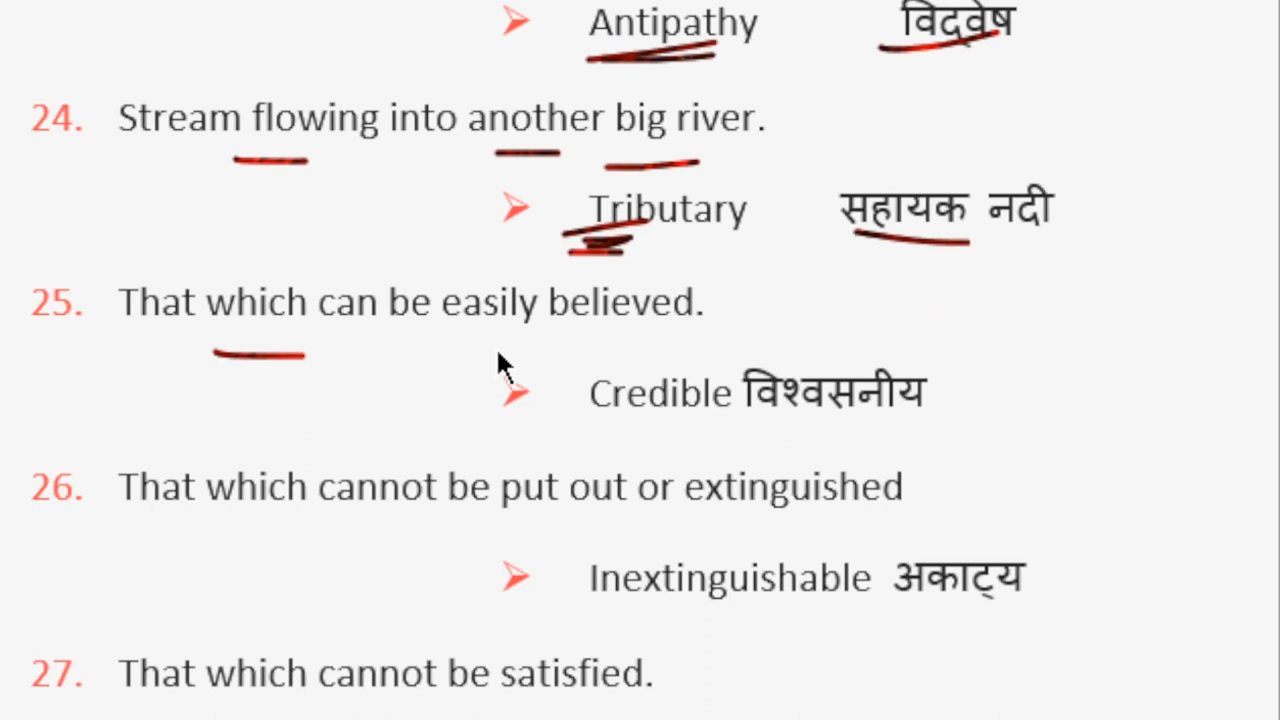 Antipathy विद्वेष
24. Stream flowing into another big river.
Tributary सहायक नदी
25. That which can be easily believed.
Credible विश्वसनीय
26. That which cannot be put out or extinguished
Inextinguishable अकाट्य
27. That which cannot be satisfied.